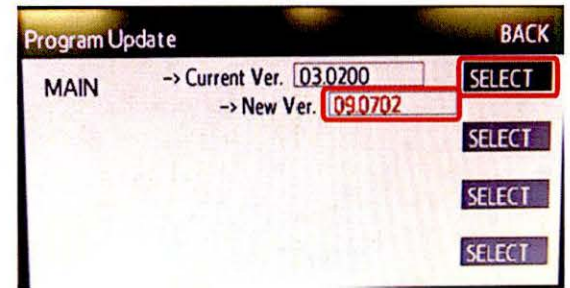 Program Update BACK
MAIN -> Current Ver. 03.0200 SELECT
-> New Ver. 09.0702
SELECT
SELECT
SELECT